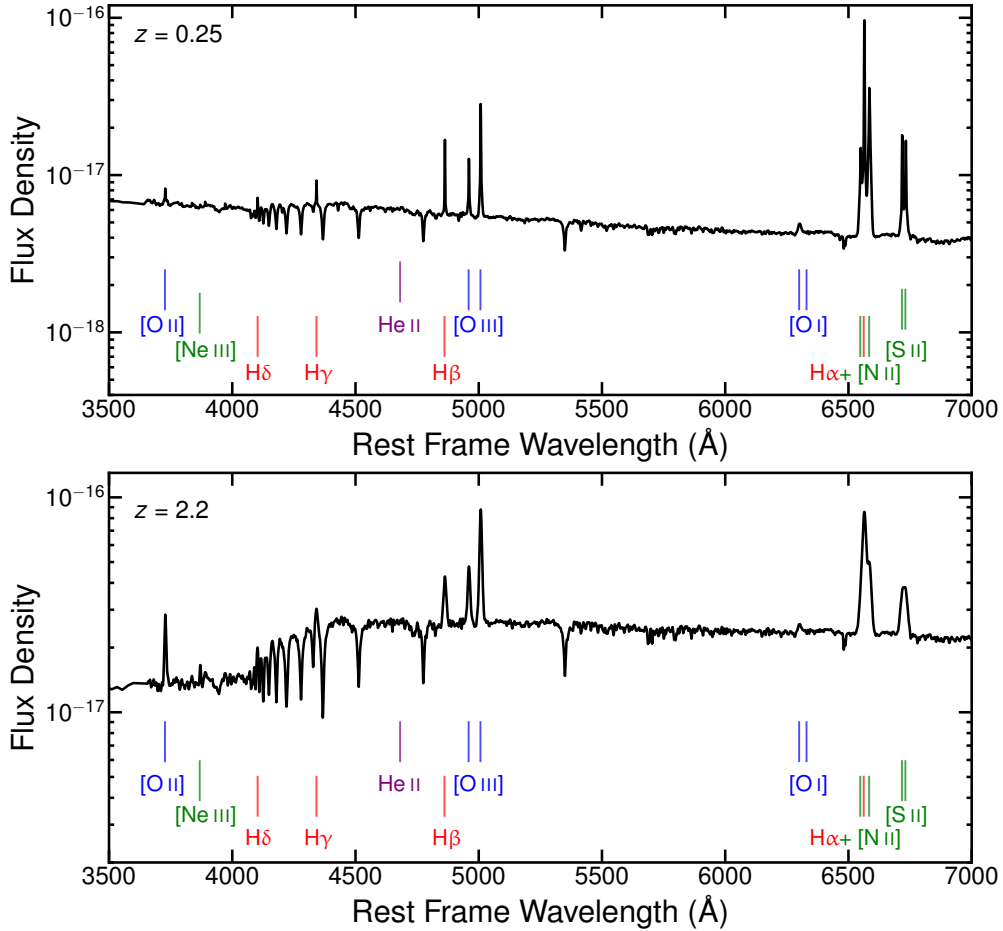 10⁻¹⁶
z = 0.25
10⁻¹⁷
10⁻¹⁸
Flux Density
[O II]
[Ne III]
Hδ
Hγ
He II
Hβ
[O III]
[O I]
Hα+ [N II]
[S II]
3500 4000 4500 5000 5500 6000 6500 7000
Rest Frame Wavelength (Å)
10⁻¹⁶
z = 2.2
10⁻¹⁷
Flux Density
[O II]
[Ne III]
Hδ
Hγ
He II
Hβ
[O III]
[O I]
Hα+ [N II]
[S II]
3500 4000 4500 5000 5500 6000 6500 7000
Rest Frame Wavelength (Å)